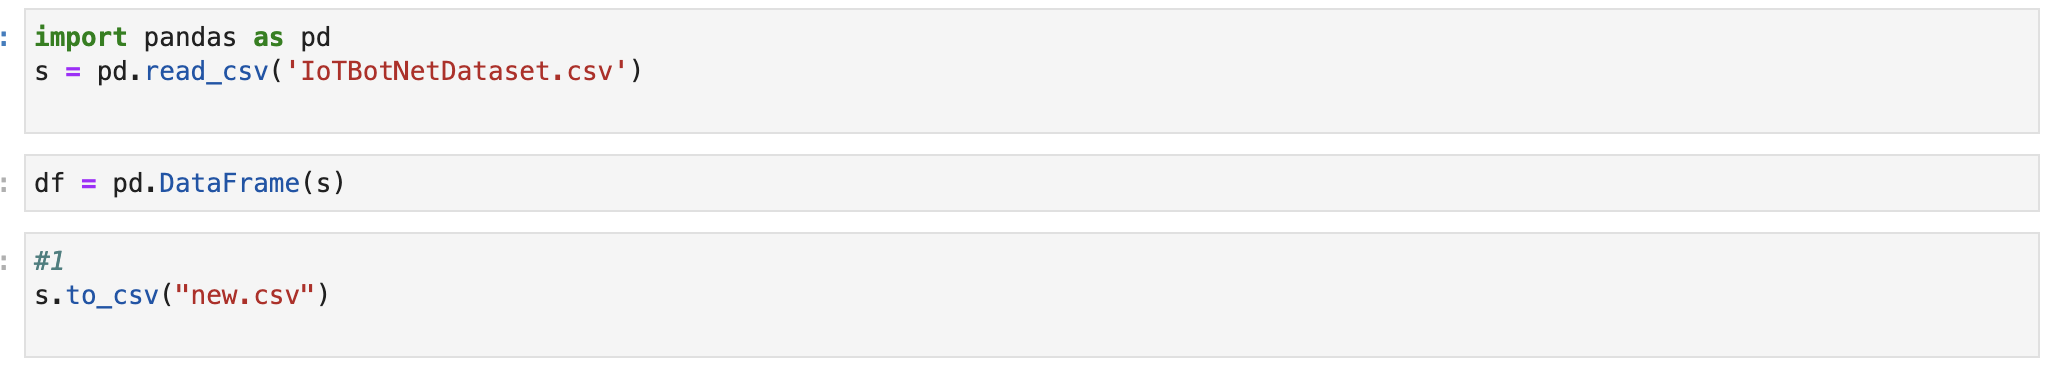 : import pandas as pd
s = pd.read_csv('IoTBotNetDataset.csv')
: df = pd.DataFrame(s)
: #1
s.to_csv("new.csv")